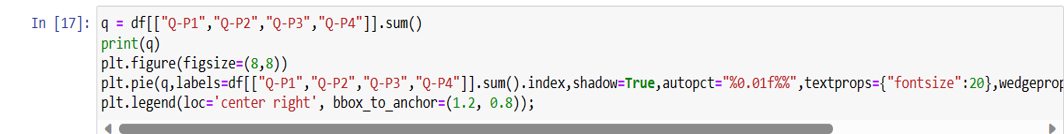 In [17]: q = df[["Q-P1","Q-P2","Q-P3","Q-P4"]].sum()
print(q)
plt.figure(figsize=(8,8))
plt.pie(q,labels=df[["Q-P1","Q-P2","Q-P3","Q-P4"]].sum().index,shadow=True,autopct="%0.01f%%",textprops={"fontsize":20},wedgeprop
plt.legend(loc='center right', bbox_to_anchor=(1.2, 0.8));